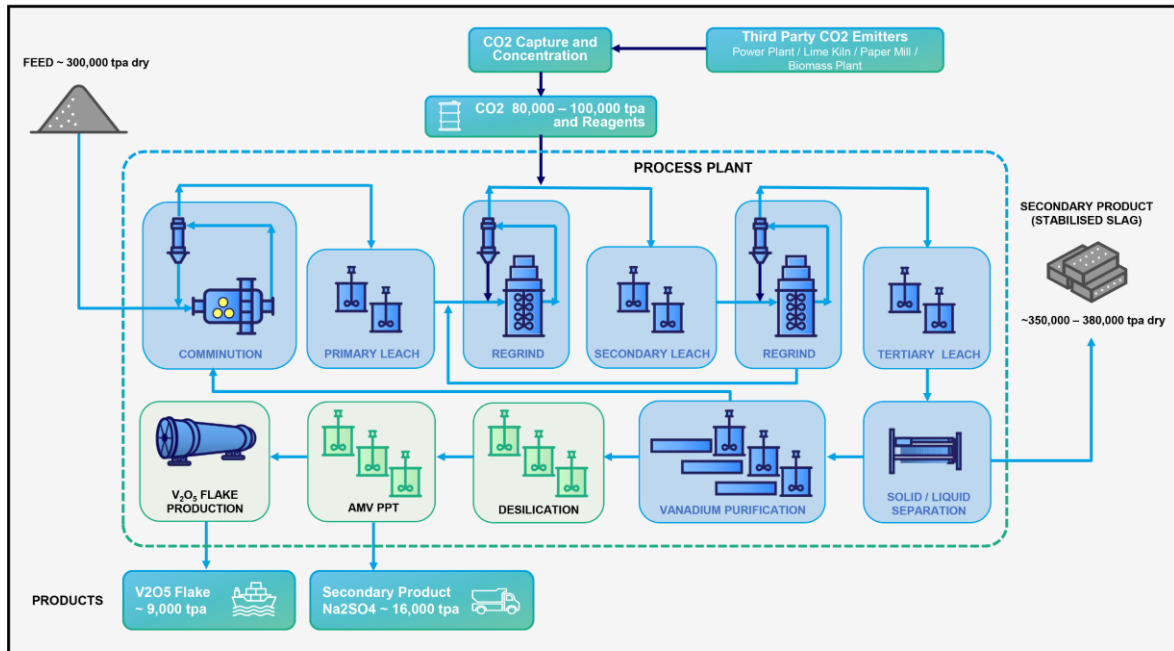 CO2 Capture and
Concentration
Third Party CO2 Emitters
Power Plant / Lime Kiln / Paper Mill /
Biomass Plant
FEED ~ 300,000 tpa dry
CO2 80,000 – 100,000 tpa
and Reagents
PROCESS PLANT
SECONDARY PRODUCT
(STABILISED SLAG)
~350,000 – 380,000 tpa dry
COMMINUTION
PRIMARY LEACH
REGRIND
SECONDARY LEACH
REGRIND
TERTIARY LEACH
V₂O₅ FLAKE
PRODUCTION
AMV PPT
DESILICATION
VANADIUM PURIFICATION
SOLID / LIQUID
SEPARATION
PRODUCTS
V2O5 Flake
~ 9,000 tpa
Secondary Product
Na2SO4 ~ 16,000 tpa